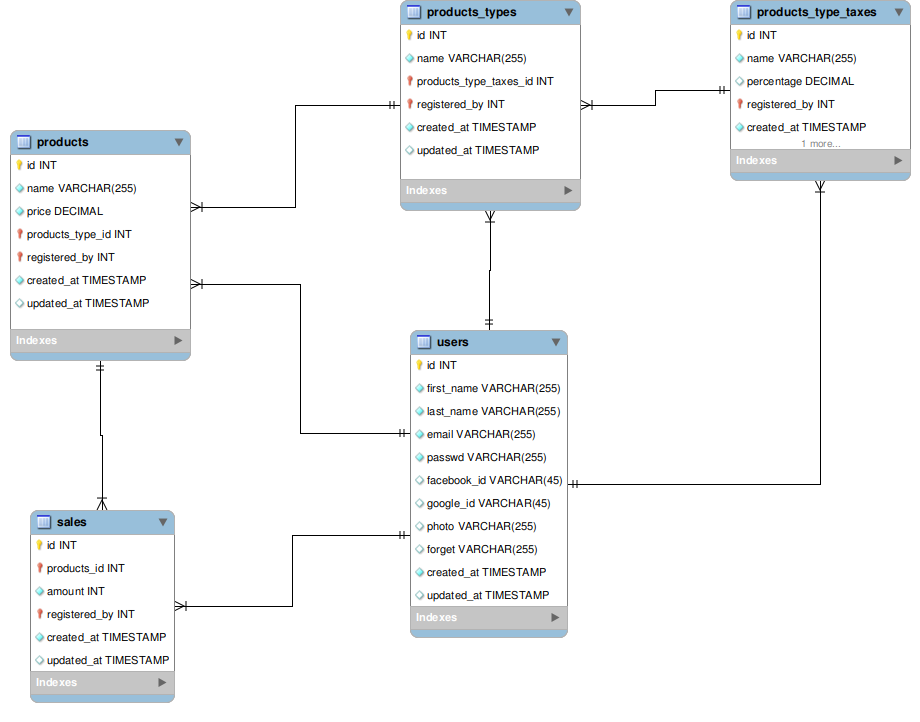 products_types
id INT
name VARCHAR(255)
products_type_taxes_id INT
registered_by INT
created_at TIMESTAMP
updated_at TIMESTAMP
Indexes
products_type_taxes
id INT
name VARCHAR(255)
percentage DECIMAL
registered_by INT
created_at TIMESTAMP
1 more...
Indexes
products
id INT
name VARCHAR(255)
price DECIMAL
products_type_id INT
registered_by INT
created_at TIMESTAMP
updated_at TIMESTAMP
Indexes
users
id INT
first_name VARCHAR(255)
last_name VARCHAR(255)
email VARCHAR(255)
passwd VARCHAR(255)
facebook_id VARCHAR(45)
google_id VARCHAR(45)
photo VARCHAR(255)
forget VARCHAR(255)
created_at TIMESTAMP
updated_at TIMESTAMP
Indexes
sales
id INT
products_id INT
amount INT
registered_by INT
created_at TIMESTAMP
updated_at TIMESTAMP
Indexes